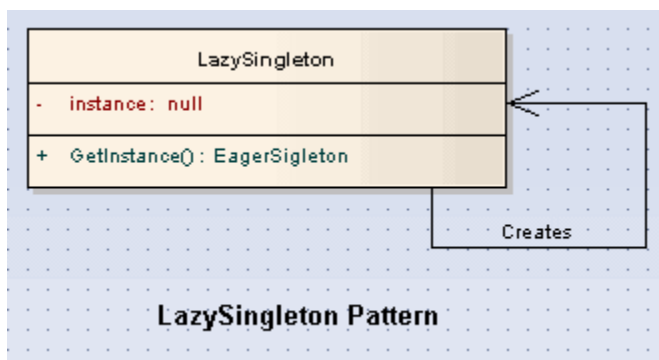 LazySingleton
- instance: null
+ GetInstance() : EagerSigleton
Creates
LazySingleton Pattern